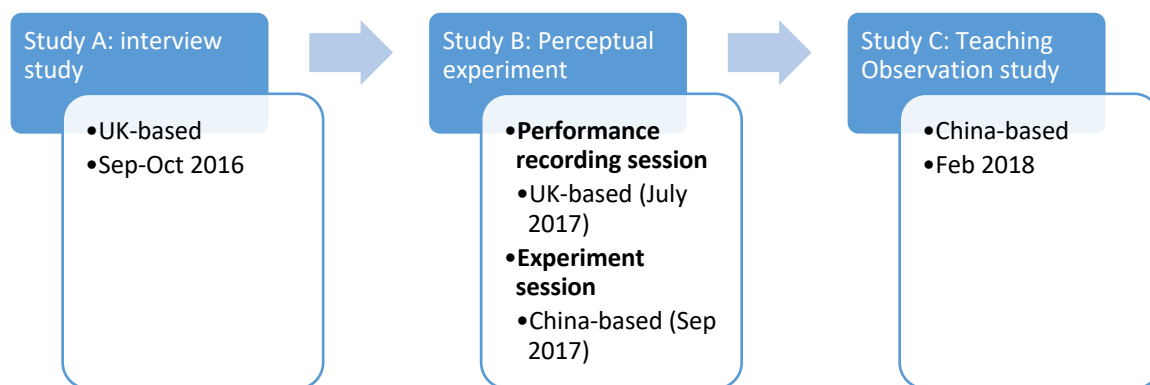 Study A: interview
study
•UK-based
•Sep-Oct 2016
Study B: Perceptual
experiment
•Performance
recording session
•UK-based (July
2017)
•Experiment
session
•China-based (Sep
2017)
Study C: Teaching
Observation study
•China-based
•Feb 2018